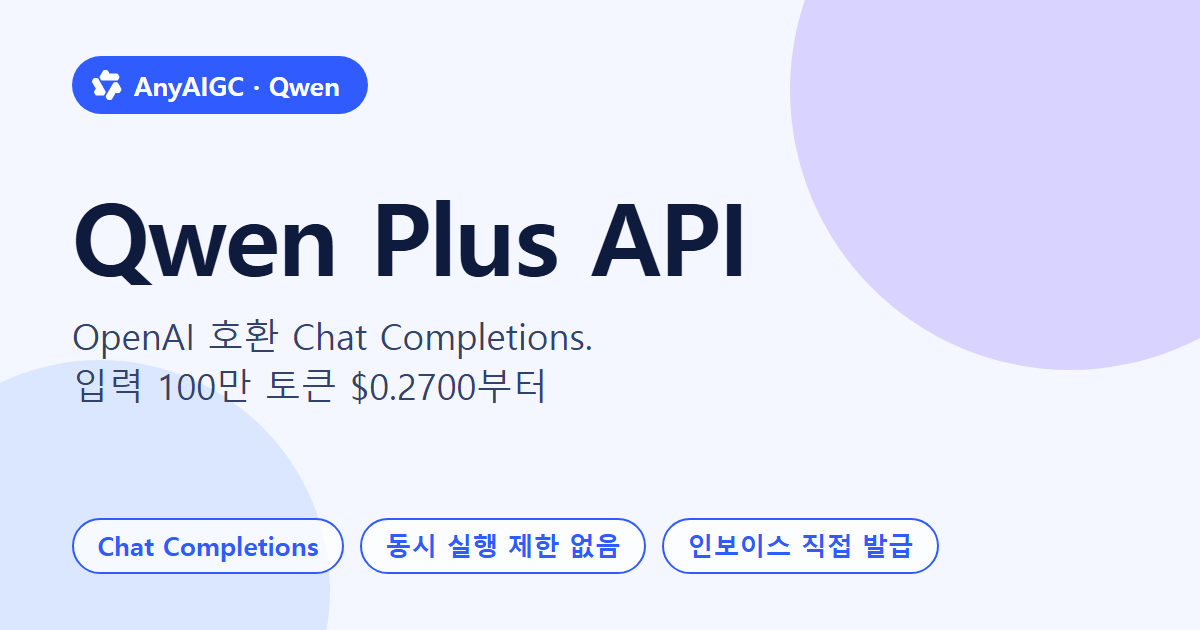 AnyAIGC · Qwen
Qwen Plus API
OpenAI 호환 Chat Completions.
입력 100만 토큰 $0.2700부터
Chat Completions
동시 실행 제한 없음
인보이스 직접 발급